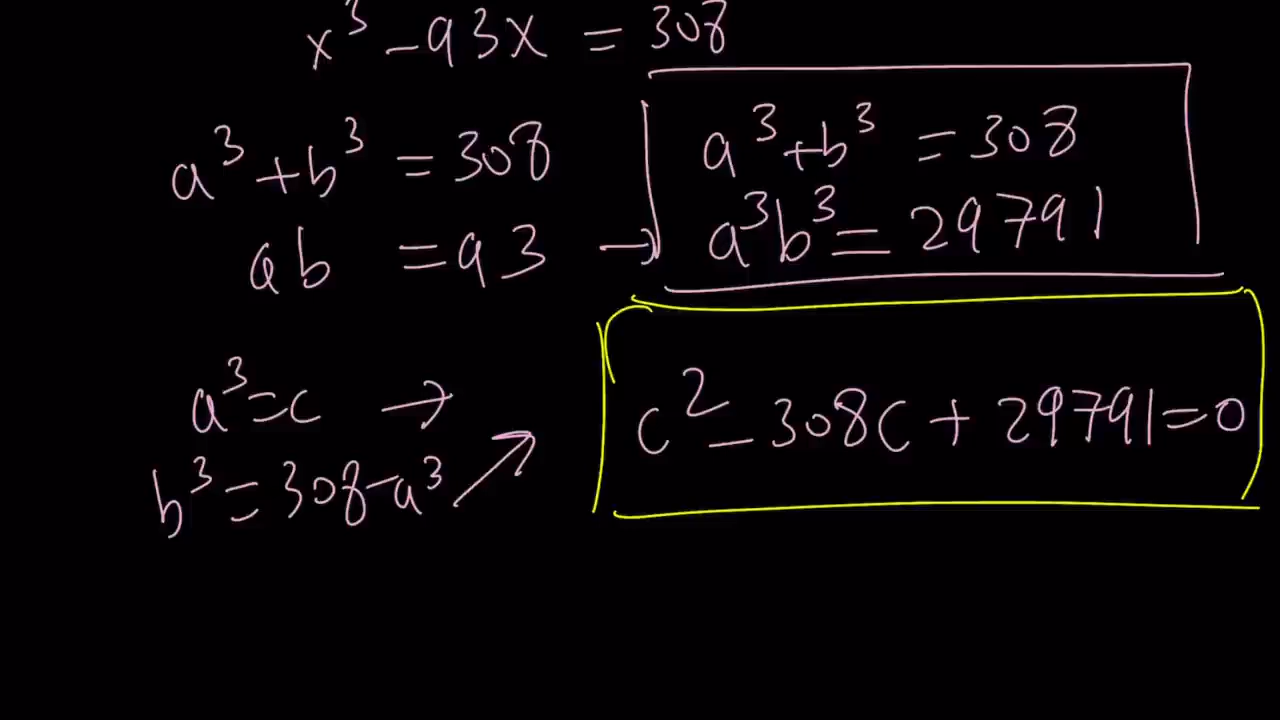 x³ - 93x = 308
a³ + b³ = 308 → a³ + b³ = 308
ab = 93 a³b³ = 29791
a³ = c → c² - 308c + 29791 = 0
b³ = 308 - a³